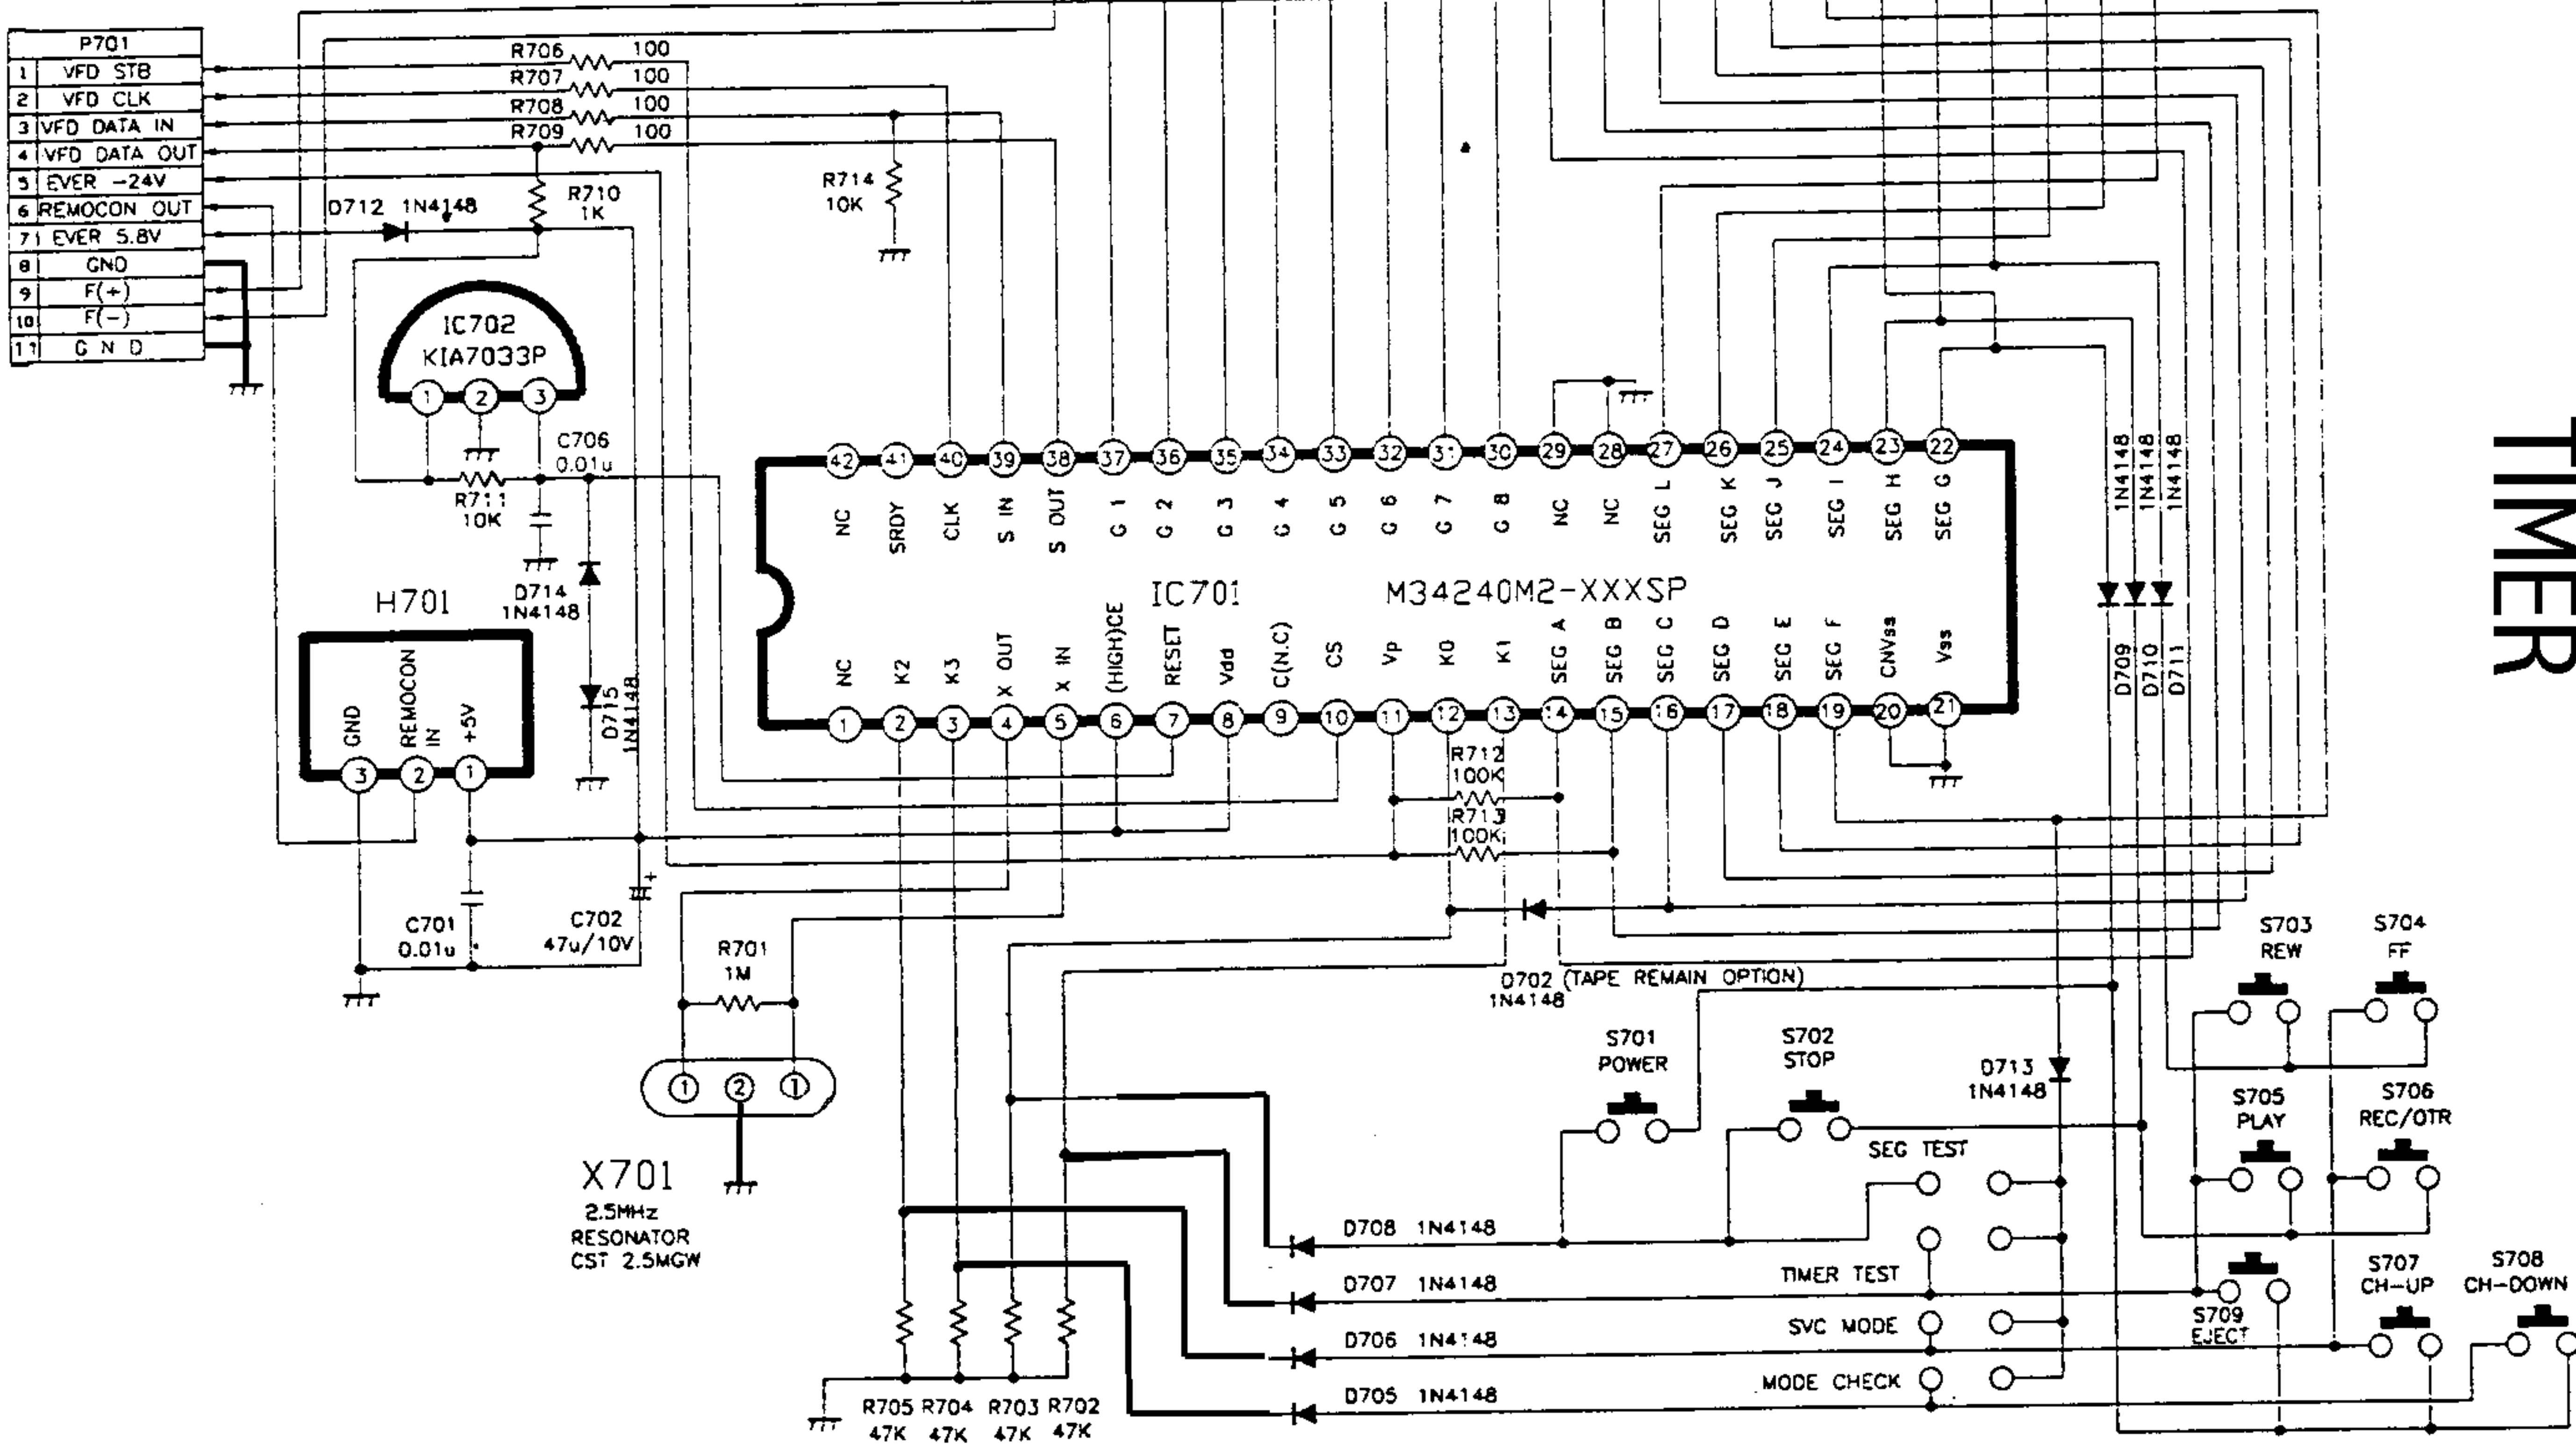 P701
1 VFD STB
2 VFD CLK
3 VFD DATA IN
4 VFD DATA OUT
5 EVER -24V
6 REMOCON OUT
7 EVER 5.8V
8 GND
9 F(+)
10 F(-)
11 G N D
R706 100
R707 100
R708 100
R709 100
D712 1N4148
R710
1K
R714
10K
IC702
KIA7033P
1 2 3
C706
0.01u
R711
10K
D714
1N4148
D715
1N4148
H701
GND
REMOCON
IN
+5V
3 2 1
C701
0.01u
C702
47u/10V
+
42 41 40 39 38 37 36 35 34 33 32 31 30 29 28 27 26 25 24 23 22
NC
SRDY
CLK
S IN
S OUT
G 1
G 2
G 3
G 4
G 5
G 6
G 7
G 8
NC
NC
SEG L
SEG K
SEG J
SEG I
SEG H
SEG G
IC701 M34240M2-XXXSP
NC
K2
K3
X OUT
X IN
(HIGH)CE
RESET
Vdd
C(N.C)
CS
Vp
K0
K1
SEG A
SEG B
SEG C
SEG D
SEG E
SEG F
CNVss
Vss
1 2 3 4 5 6 7 8 9 10 11 12 13 14 15 16 17 18 19 20 21
R712
100K
R713
100K
1N4148
1N4148
1N4148
D709
D710
D711
TIMER
R701
1M
1 2 1
X701
2.5MHz
RESONATOR
CST 2.5MGW
D702 (TAPE REMAIN OPTION)
1N4148
S701
POWER
S702
STOP
D713
1N4148
S703
REW
S704
FF
S705
PLAY
S706
REC/OTR
S709
EJECT
S707
CH-UP
S708
CH-DOWN
SEG TEST
TIMER TEST
SVC MODE
MODE CHECK
D708 1N4148
D707 1N4148
D706 1N4148
D705 1N4148
R705 R704 R703 R702
47K 47K 47K 47K